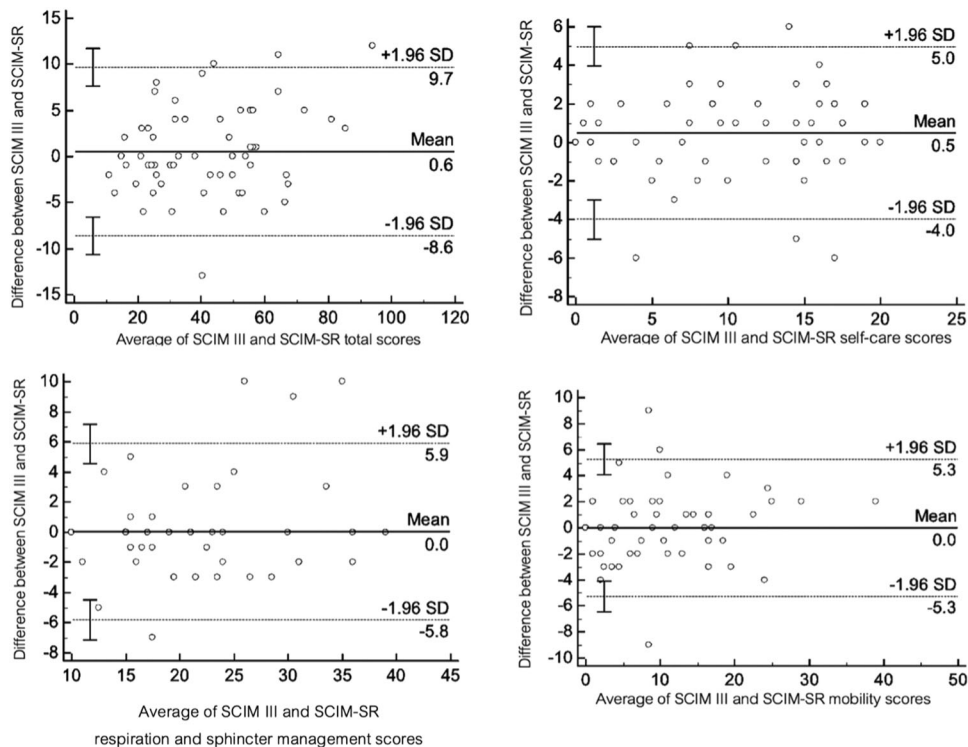 Difference between SCIM III and SCIM-SR
15
10
5
0
-5
-10
-15
+1.96 SD
9.7
Mean
0.6
-1.96 SD
-8.6
0 20 40 60 80 100 120
Average of SCIM III and SCIM-SR total scores
Difference between SCIM III and SCIM-SR
6
4
2
0
-2
-4
-6
-8
+1.96 SD
5.0
Mean
0.5
-1.96 SD
-4.0
0 5 10 15 20 25
Average of SCIM III and SCIM-SR self-care scores
Difference between SCIM III and SCIM-SR
10
8
6
4
2
0
-2
-4
-6
-8
+1.96 SD
5.9
Mean
0.0
-1.96 SD
-5.8
10 15 20 25 30 35 40 45
Average of SCIM III and SCIM-SR
respiration and sphincter management scores
Difference between SCIM III and SCIM-SR
10
8
6
4
2
0
-2
-4
-6
-8
-10
+1.96 SD
5.3
Mean
0.0
-1.96 SD
-5.3
0 10 20 30 40 50
Average of SCIM III and SCIM-SR mobility scores